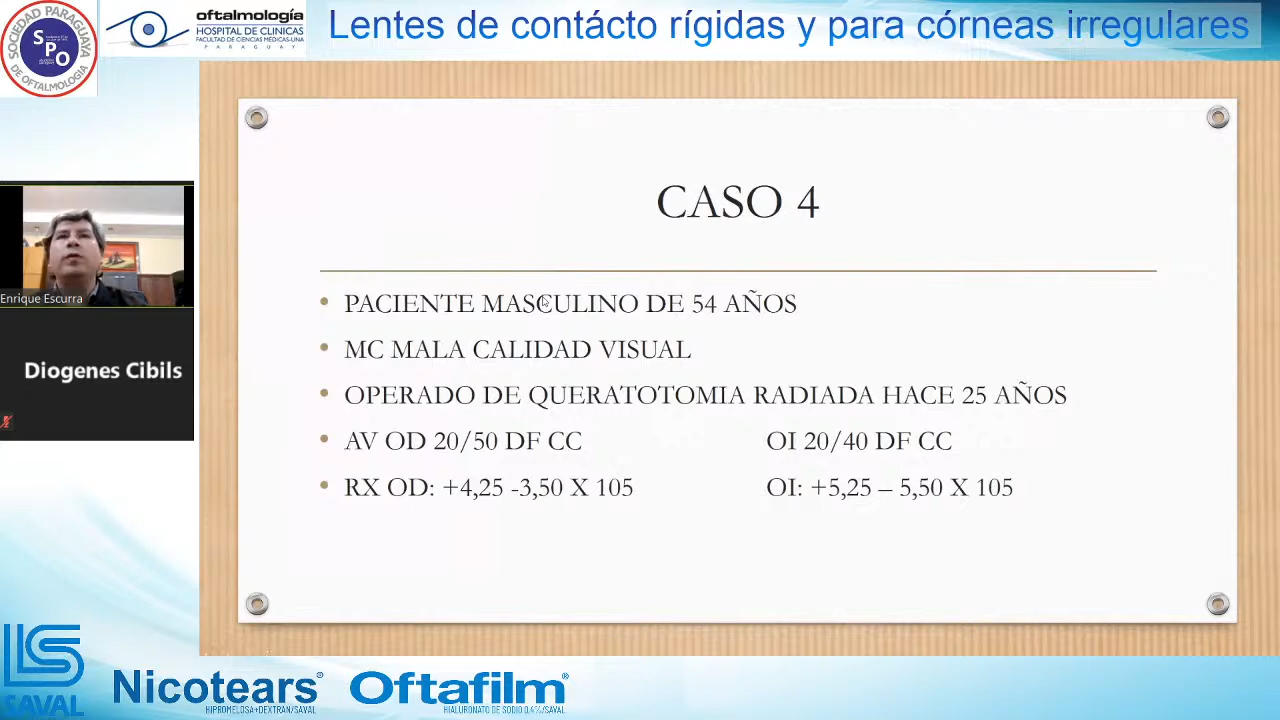 SOCIEDAD PARAGUAYA
DE OFTALMOLOGIA
SPO
oftalmología
HOSPITAL DE CLINICAS
FACULTAD DE CIENCIAS MÉDICAS-UNA
PARAGUAY
Lentes de contácto rígidas y para córneas irregulares
CASO 4
• PACIENTE MASCULINO DE 54 AÑOS
• MC MALA CALIDAD VISUAL
• OPERADO DE QUERATOTOMIA RADIADA HACE 25 AÑOS
• AV OD 20/50 DF CC OI 20/40 DF CC
• RX OD: +4,25 -3,50 X 105 OI: +5,25 – 5,50 X 105
Enrique Escurra
Diogenes Cibils
LS
SAVAL
Nicotears®
HIPROMELOSA+DEXTRAN/SAVAL
Oftafilm®
HIALURONATO DE SODIO 0.4%/SAVAL